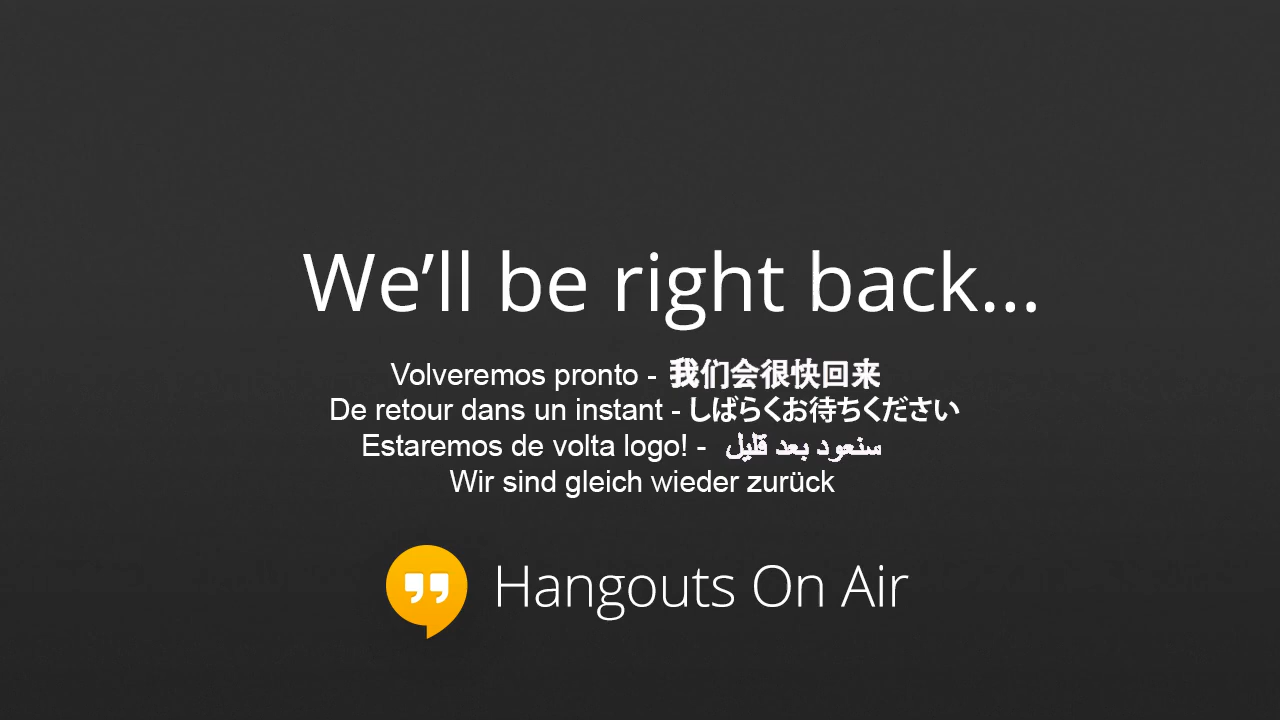 We’ll be right back...
Volveremos pronto - 我们会很快回来
De retour dans un instant - しばらくお待ちください
Estaremos de volta logo! - سنعود بعد قليل
Wir sind gleich wieder zurück
Hangouts On Air